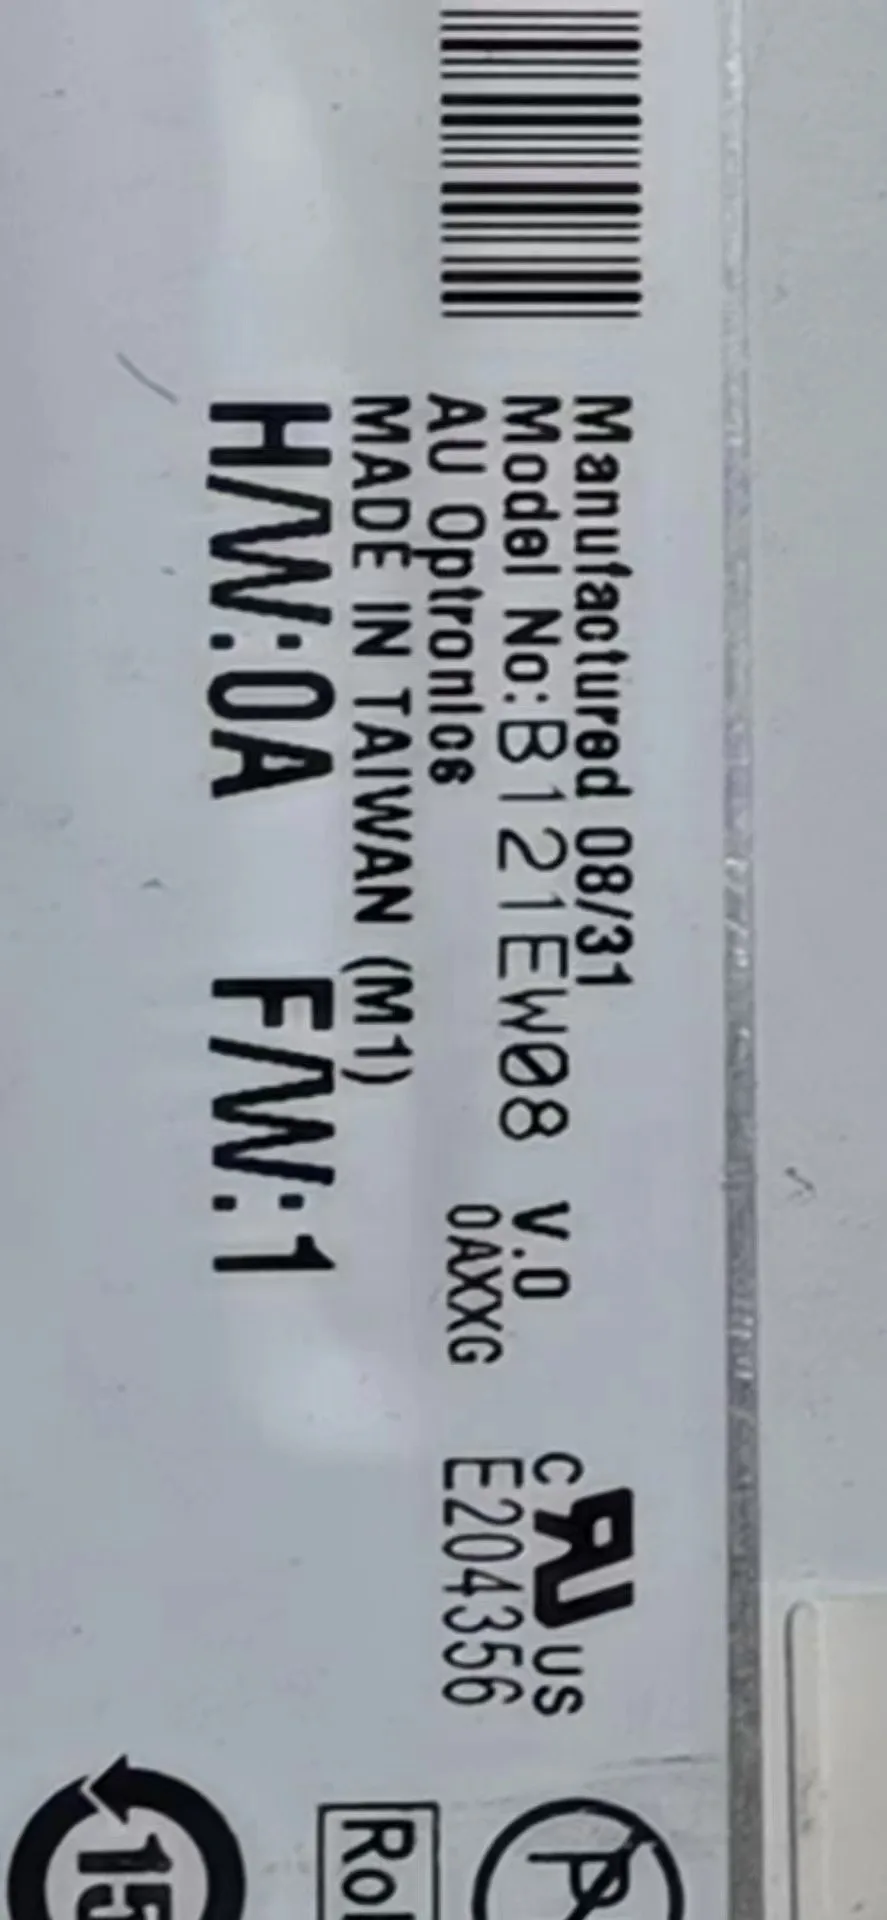 Manufactured 08/31
Model No:B121EW08 V.0
AU Optronics 0AXXG
MADE IN TAIWAN (M1)
H/W:0A F/W:1
c UR US
E204356
P
15